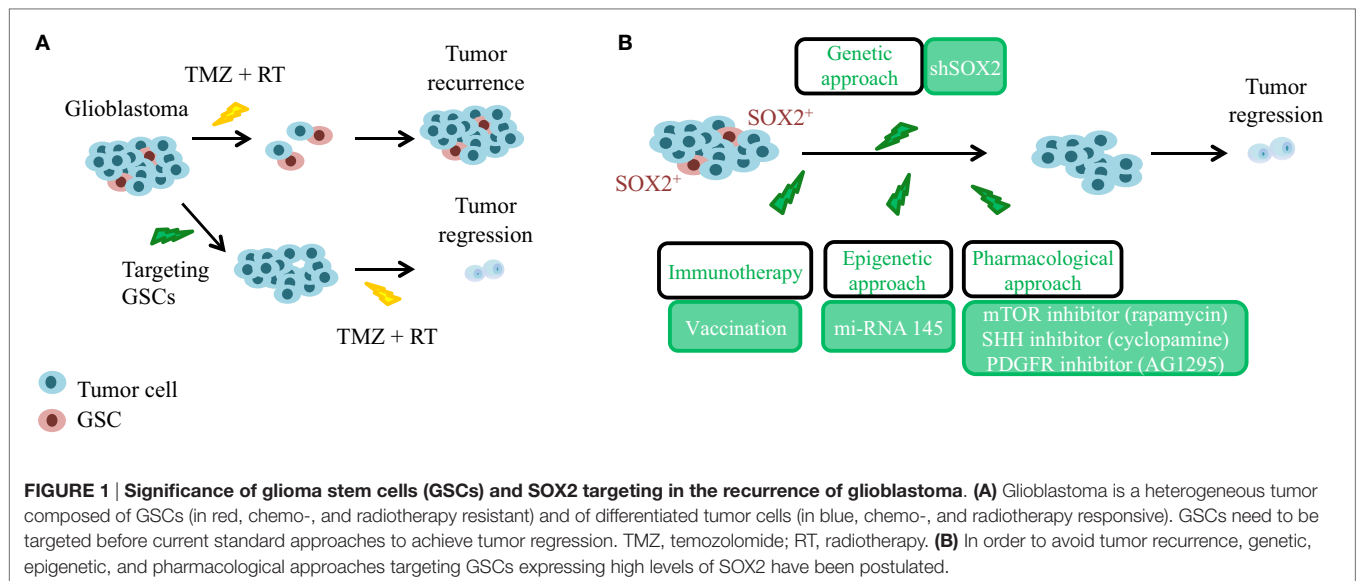 A
TMZ + RT
Tumor
recurrence
Glioblastoma
Targeting
GSCs
Tumor
regression
TMZ + RT
Tumor cell
GSC
B
Genetic
approach
shSOX2
SOX2⁺
SOX2⁺
Tumor
regression
Immunotherapy
Vaccination
Epigenetic
approach
mi-RNA 145
Pharmacological
approach
mTOR inhibitor (rapamycin)
SHH inhibitor (cyclopamine)
PDGFR inhibitor (AG1295)
FIGURE 1 | Significance of glioma stem cells (GSCs) and SOX2 targeting in the recurrence of glioblastoma. (A) Glioblastoma is a heterogeneous tumor
composed of GSCs (in red, chemo-, and radiotherapy resistant) and of differentiated tumor cells (in blue, chemo-, and radiotherapy responsive). GSCs need to be
targeted before current standard approaches to achieve tumor regression. TMZ, temozolomide; RT, radiotherapy. (B) In order to avoid tumor recurrence, genetic,
epigenetic, and pharmacological approaches targeting GSCs expressing high levels of SOX2 have been postulated.